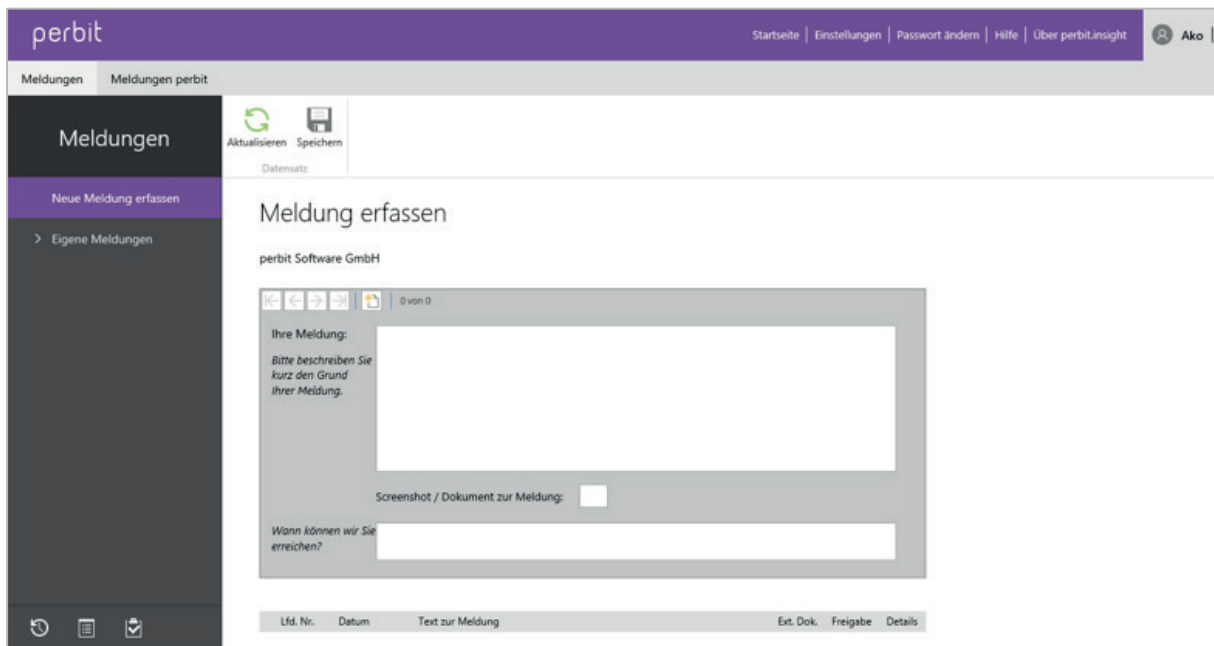 perbit
Startseite | Einstellungen | Passwort ändern | Hilfe | Über perbit.insight
Ako |
Meldungen Meldungen perbit
Meldungen
Aktualisieren Speichern
Datensatz
Neue Meldung erfassen
Eigene Meldungen
Meldung erfassen
perbit Software GmbH
0 von 0
Ihre Meldung:
Bitte beschreiben Sie
kurz den Grund
Ihrer Meldung.
Screenshot / Dokument zur Meldung:
Wann können wir Sie
erreichen?
Lfd. Nr. Datum Text zur Meldung Ext. Dok. Freigabe Details